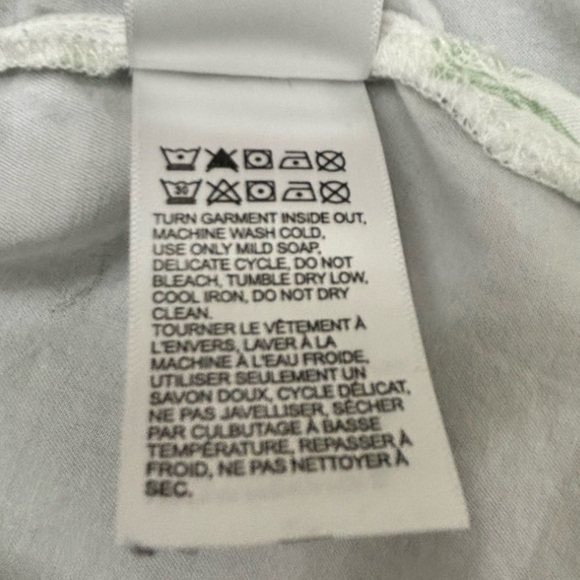 TURN GARMENT INSIDE OUT,
MACHINE WASH COLD,
USE ONLY MILD SOAP,
DELICATE CYCLE, DO NOT
BLEACH, TUMBLE DRY LOW,
COOL IRON, DO NOT DRY
CLEAN.
TOURNER LE VÊTEMENT À
L'ENVERS, LAVER À LA
MACHINE À L'EAU FROIDE,
UTILISER SEULEMENT UN
SAVON DOUX, CYCLE DÉLICAT,
NE PAS JAVELLISER, SÉCHER
PAR CULBUTAGE À BASSE
TEMPÉRATURE, REPASSER À
FROID, NE PAS NETTOYER À
SEC.